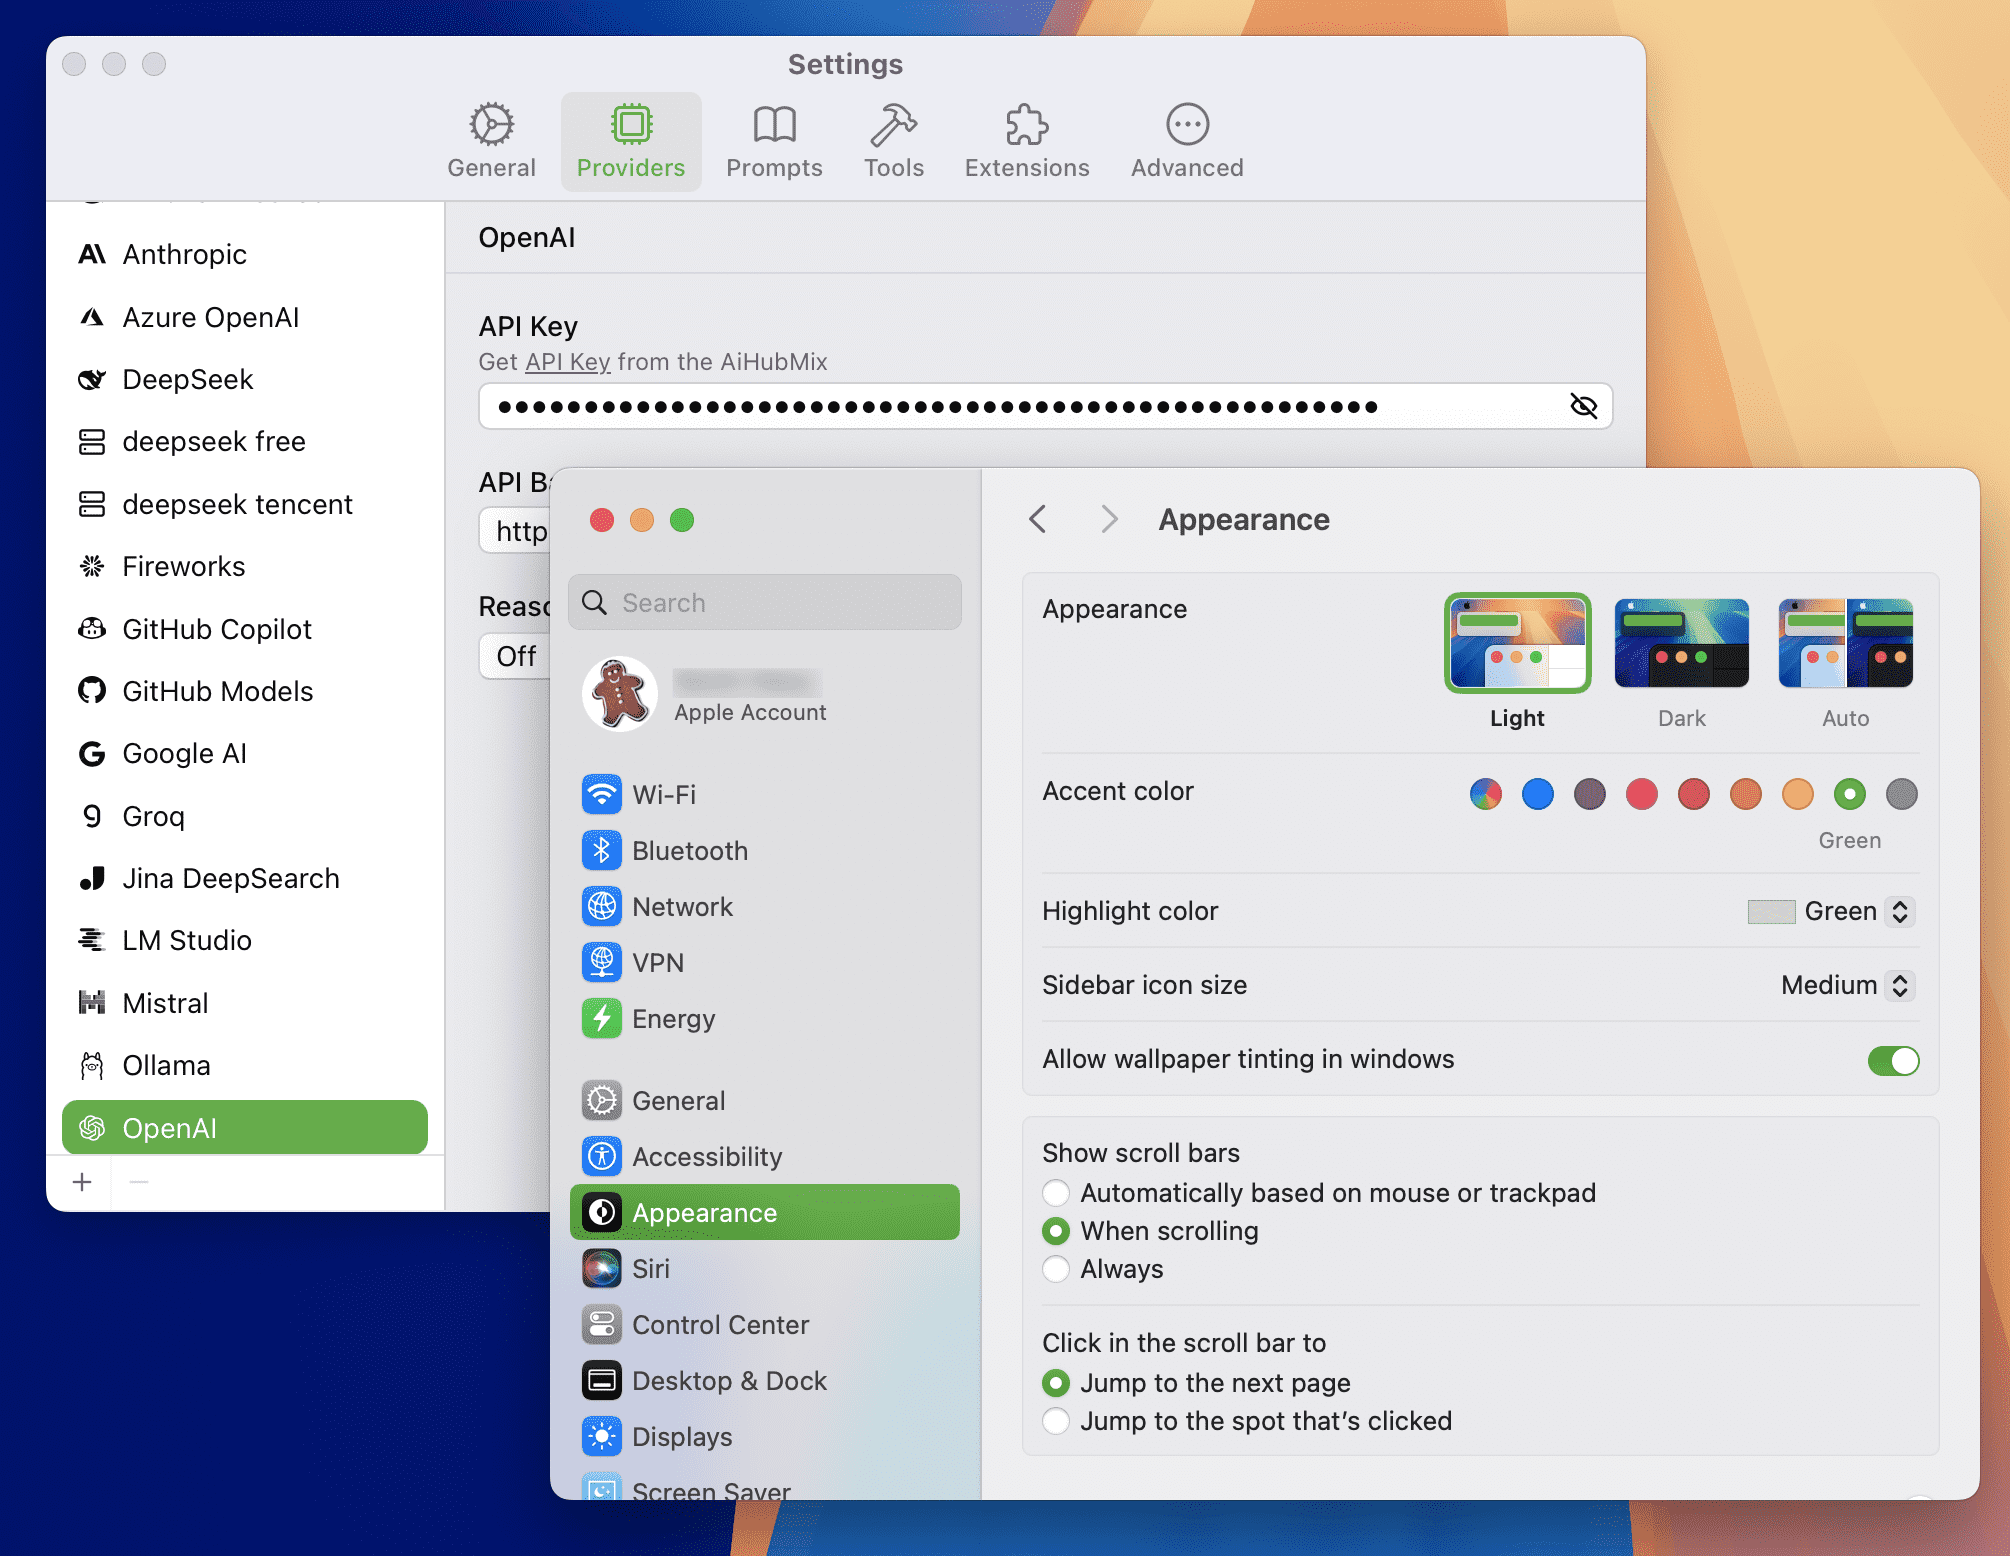 Settings
General
Providers
Prompts
Tools
Extensions
Advanced
Anthropic
Azure OpenAI
DeepSeek
deepseek free
deepseek tencent
Fireworks
GitHub Copilot
GitHub Models
Google AI
Groq
Jina DeepSearch
LM Studio
Mistral
Ollama
OpenAI
OpenAI
API Key
Get API Key from the AiHubMix
API
http
Off
Search
Apple Account
Wi-Fi
Bluetooth
Network
VPN
Energy
General
Accessibility
Appearance
Siri
Control Center
Desktop & Dock
Displays
Screen Saver
Appearance
Appearance
Light
Dark
Auto
Accent color
Green
Highlight color
Green
Sidebar icon size
Medium
Allow wallpaper tinting in windows
Show scroll bars
Automatically based on mouse or trackpad
When scrolling
Always
Click in the scroll bar to
Jump to the next page
Jump to the spot that's clicked